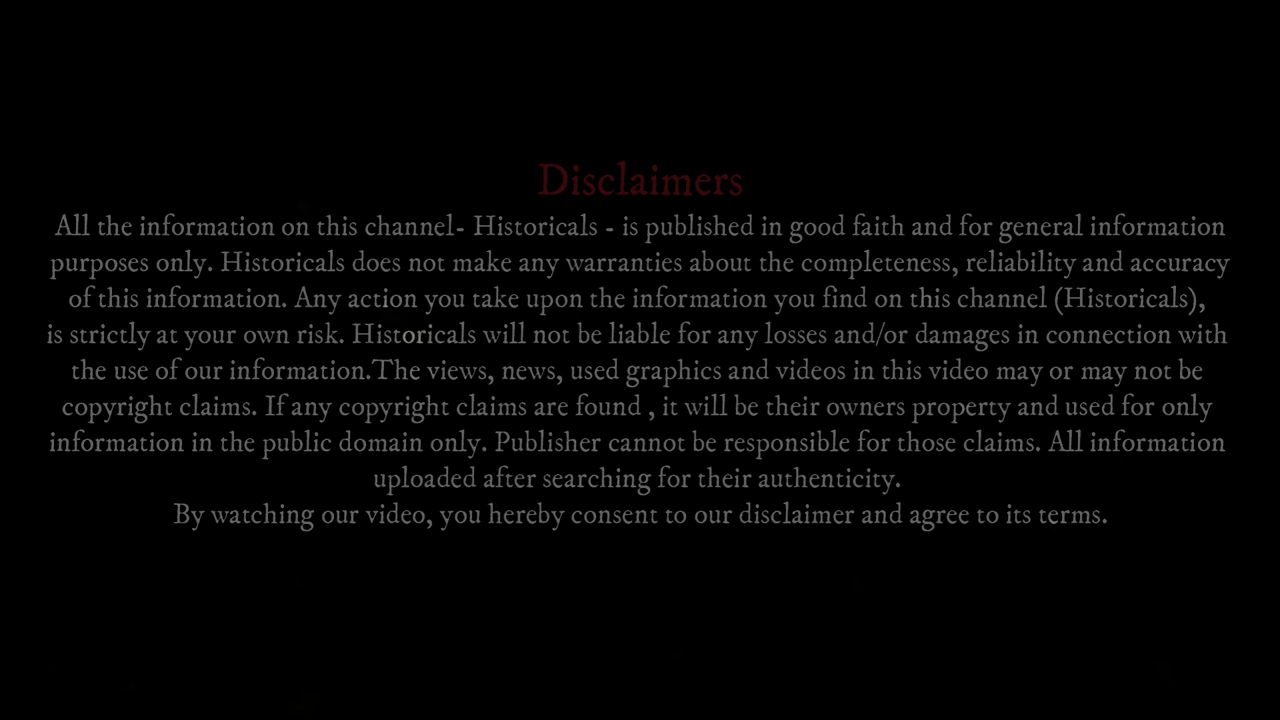 Disclaimers
All the information on this channel- Historicals - is published in good faith and for general information
purposes only. Historicals does not make any warranties about the completeness, reliability and accuracy
of this information. Any action you take upon the information you find on this channel (Historicals),
is strictly at your own risk. Historicals will not be liable for any losses and/or damages in connection with
the use of our information.The views, news, used graphics and videos in this video may or may not be
copyright claims. If any copyright claims are found , it will be their owners property and used for only
information in the public domain only. Publisher cannot be responsible for those claims. All information
uploaded after searching for their authenticity.
By watching our video, you hereby consent to our disclaimer and agree to its terms.